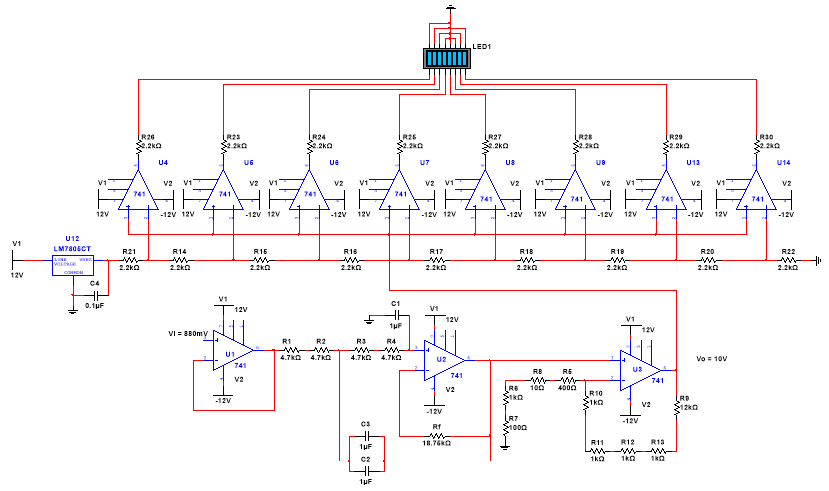 LED1
R26 R23 R24 R25 R27 R28 R29 R30
2.2kΩ 2.2kΩ 2.2kΩ 2.2kΩ 2.2kΩ 2.2kΩ 2.2kΩ 2.2kΩ
U4 U5 U6 U7 U8 U9 U13 U14
V1 V2 V1 V2 V1 V2 V1 V2 V1 V2 V1 V2 V1 V2 V1 V2
741 741 741 741 741 741 741 741
12V -12V 12V -12V 12V -12V 12V -12V 12V -12V 12V -12V 12V -12V 12V -12V
U12
V1 LM7805CT R21 R14 R15 R16 R17 R18 R19 R20 R22
LINE VREG
VOLTAGE
COMMON
12V 2.2kΩ 2.2kΩ 2.2kΩ 2.2kΩ 2.2kΩ 2.2kΩ 2.2kΩ 2.2kΩ 2.2kΩ
C4
0.1µF
V1 C1 V1 V1
12V 1µF 12V 12V
VI = 880mV
R1 R2 R3 R4
U1 U2 U3 Vo = 10V
4.7kΩ 4.7kΩ 4.7kΩ 4.7kΩ
741 741 741
V2 V2 V2
-12V -12V -12V
R8 R5
10Ω 400Ω
R6 R10 R9
1kΩ 1kΩ 12kΩ
R7
100Ω
C3 Rf
1µF 18.75kΩ
R11 R12 R13
1kΩ 1kΩ 1kΩ
C2
1µF